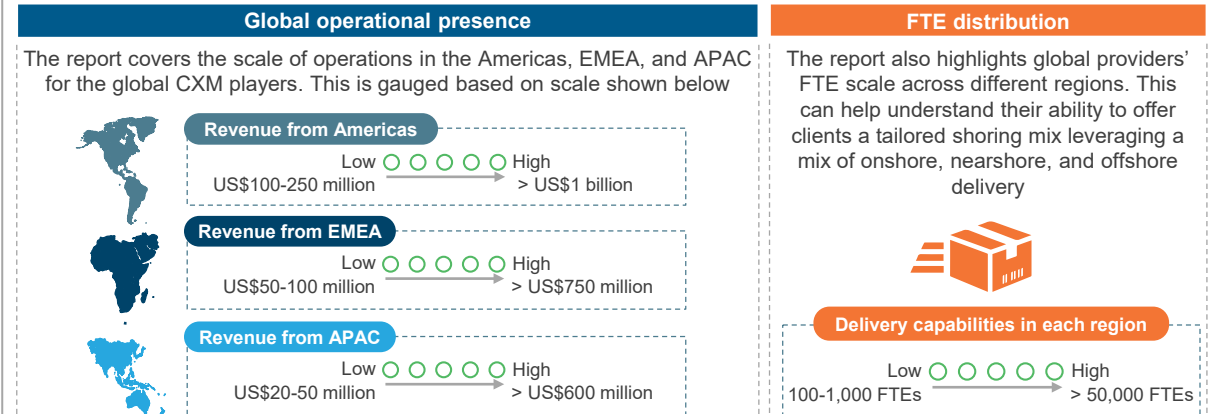 Global operational presence
The report covers the scale of operations in the Americas, EMEA, and APAC
for the global CXM players. This is gauged based on scale shown below
Revenue from Americas
Low High
US$100-250 million > US$1 billion
Revenue from EMEA
Low High
US$50-100 million > US$750 million
Revenue from APAC
Low High
US$20-50 million > US$600 million
FTE distribution
The report also highlights global providers’
FTE scale across different regions. This
can help understand their ability to offer
clients a tailored shoring mix leveraging a
mix of onshore, nearshore, and offshore
delivery
Delivery capabilities in each region
Low High
100-1,000 FTEs > 50,000 FTEs